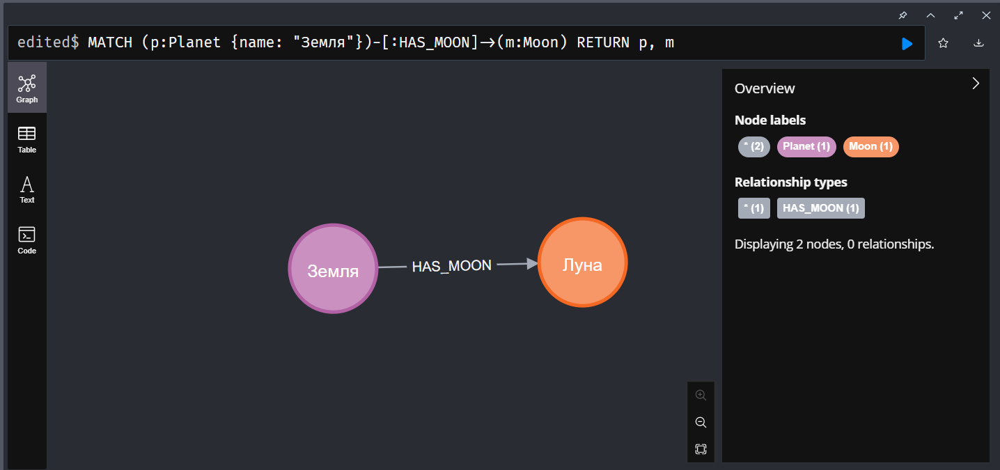 edited$ MATCH (p:Planet {name: "Земля"})-[:HAS_MOON]->(m:Moon) RETURN p, m
Graph
Table
Text
Code
Земля
HAS_MOON
Луна
Overview
Node labels
* (2) Planet (1) Moon (1)
Relationship types
* (1) HAS_MOON (1)
Displaying 2 nodes, 0 relationships.